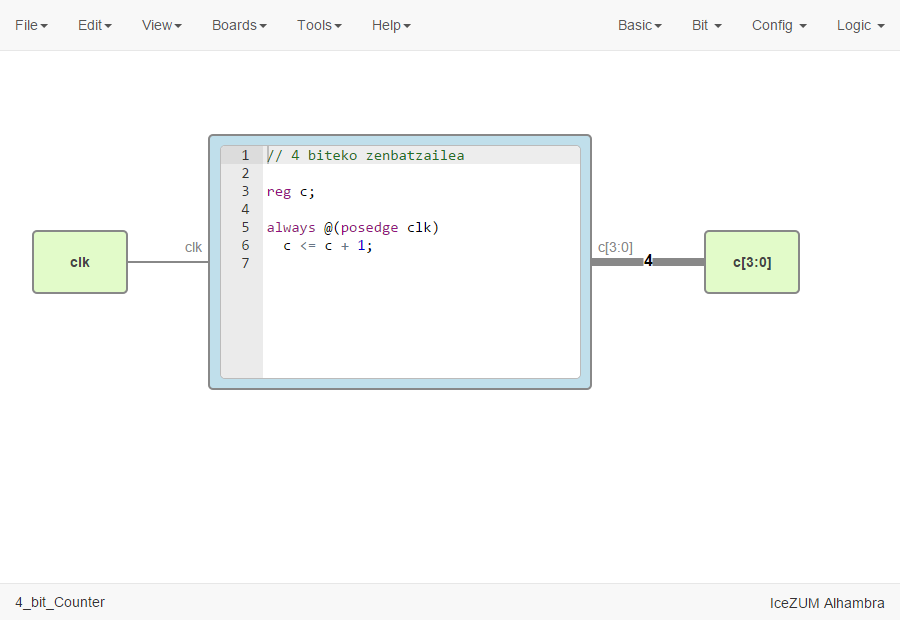 File Edit View Boards Tools Help Basic Bit Config Logic
1 // 4 biteko zenbatzailea
2
3 reg c;
4
5 always @(posedge clk)
6 c <= c + 1;
7
clk
clk
c[3:0]
4
c[3:0]
4_bit_Counter
IceZUM Alhambra